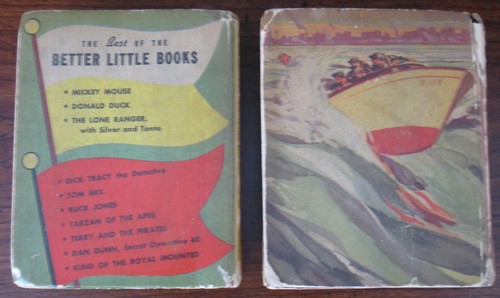 THE Best OF THE
BETTER LITTLE BOOKS
• MICKEY MOUSE
• DONALD DUCK
• THE LONE RANGER,
with Silver and Tonto
• DICK TRACY the Detective
• TOM MIX
• BUCK JONES
• TARZAN OF THE APES
• TERRY AND THE PIRATES
• DAN DUNN, Secret Operative 48
• KING OF THE ROYAL MOUNTED